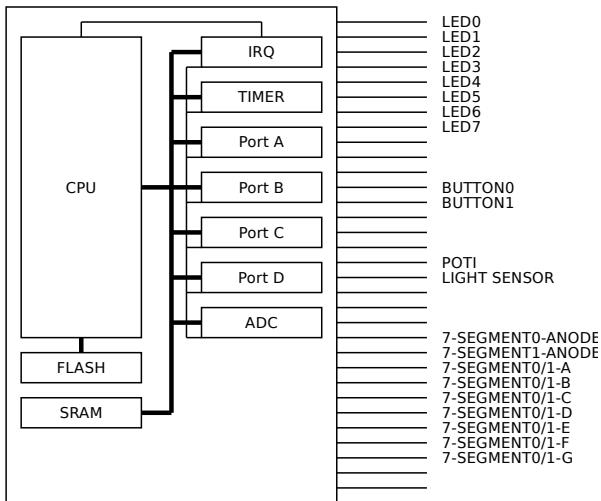 CPU
IRQ
TIMER
Port A
Port B
Port C
Port D
ADC
FLASH
SRAM
LED0
LED1
LED2
LED3
LED4
LED5
LED6
LED7
BUTTON0
BUTTON1
POTI
LIGHT SENSOR
7-SEGMENT0-ANODE
7-SEGMENT1-ANODE
7-SEGMENT0/1-A
7-SEGMENT0/1-B
7-SEGMENT0/1-C
7-SEGMENT0/1-D
7-SEGMENT0/1-E
7-SEGMENT0/1-F
7-SEGMENT0/1-G